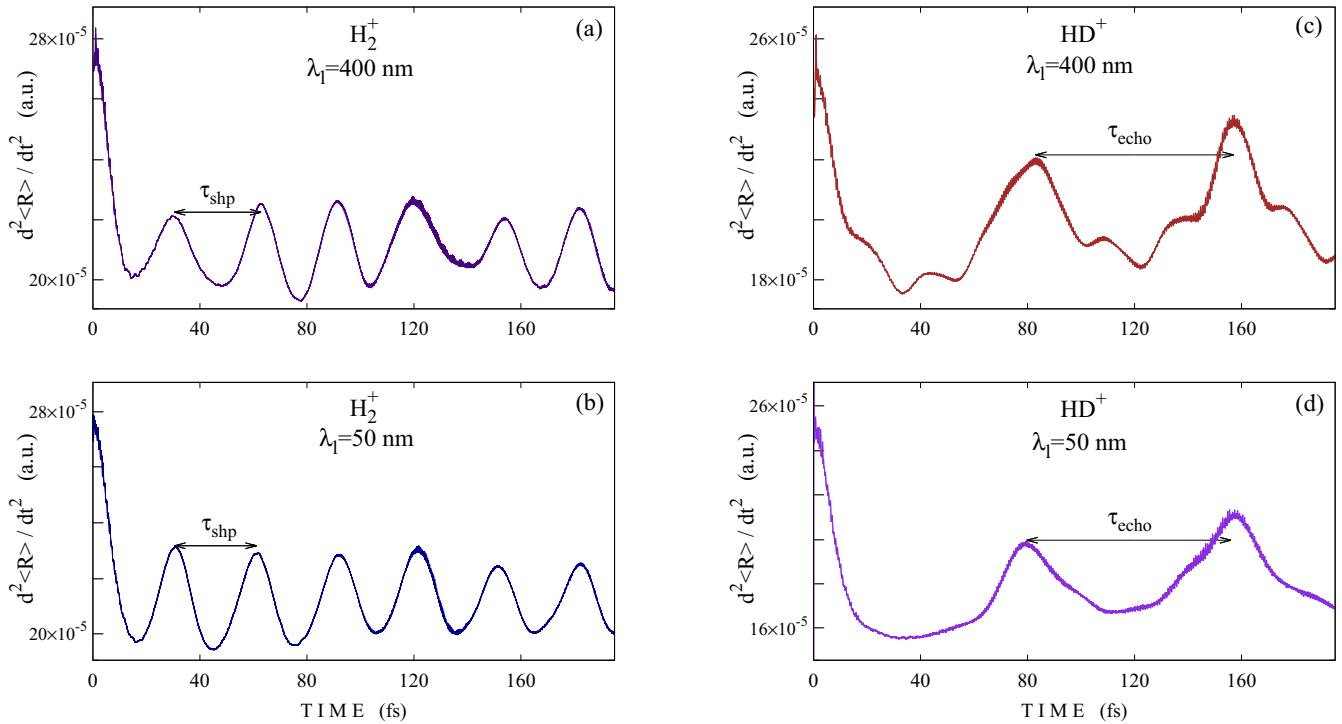 (a)
H₂⁺
λₗ=400 nm
28×10⁻⁵
20×10⁻⁵
d²<R> / dt² (a.u.)
τshp
0 40 80 120 160
(c)
HD⁺
λₗ=400 nm
26×10⁻⁵
18×10⁻⁵
d²<R> / dt² (a.u.)
τecho
0 40 80 120 160
(b)
H₂⁺
λₗ=50 nm
28×10⁻⁵
20×10⁻⁵
d²<R> / dt² (a.u.)
τshp
0 40 80 120 160
TIME (fs)
(d)
HD⁺
λₗ=50 nm
26×10⁻⁵
16×10⁻⁵
d²<R> / dt² (a.u.)
τecho
0 40 80 120 160
TIME (fs)